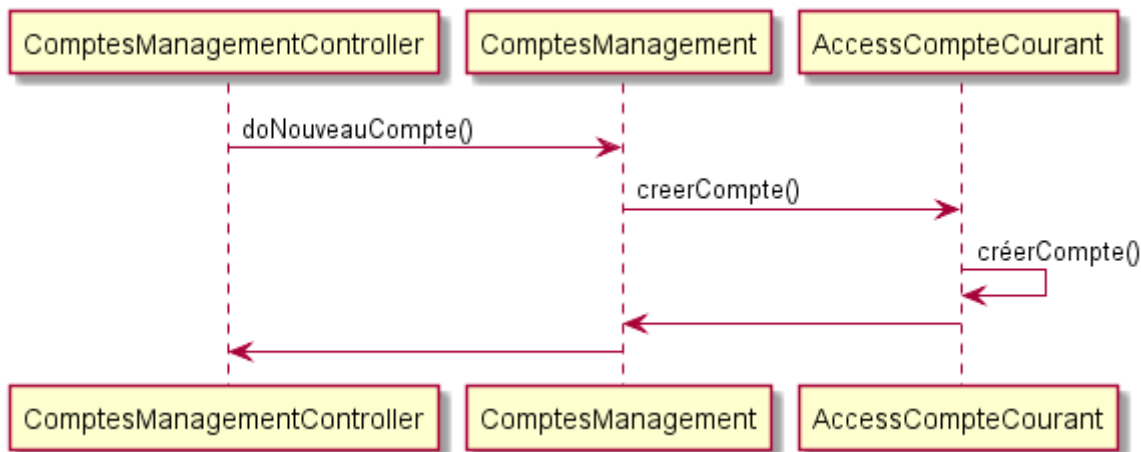 ComptesManagementController
ComptesManagement
AccessCompteCourant
doNouveauCompte()
creerCompte()
créerCompte()
ComptesManagementController
ComptesManagement
AccessCompteCourant